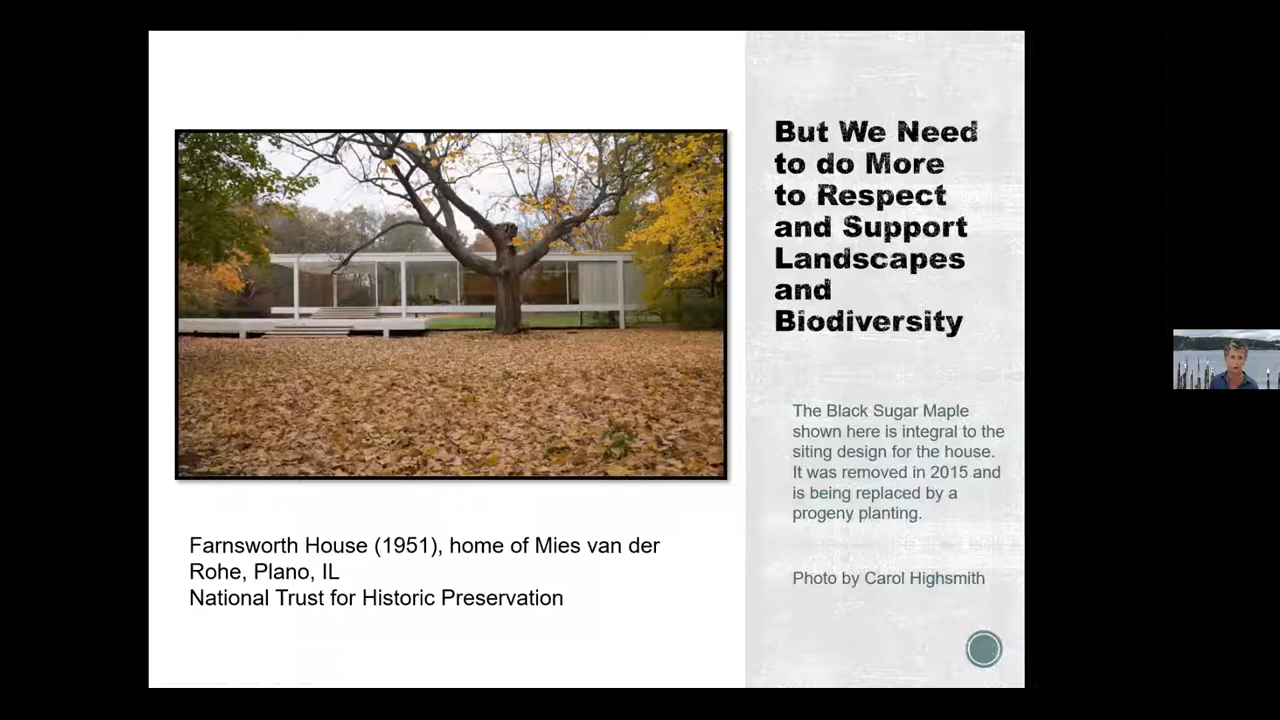 But We Need
to do More
to Respect
and Support
Landscapes
and
Biodiversity
The Black Sugar Maple
shown here is integral to the
siting design for the house.
It was removed in 2015 and
is being replaced by a
progeny planting.
Photo by Carol Highsmith
Farnsworth House (1951), home of Mies van der
Rohe, Plano, IL
National Trust for Historic Preservation